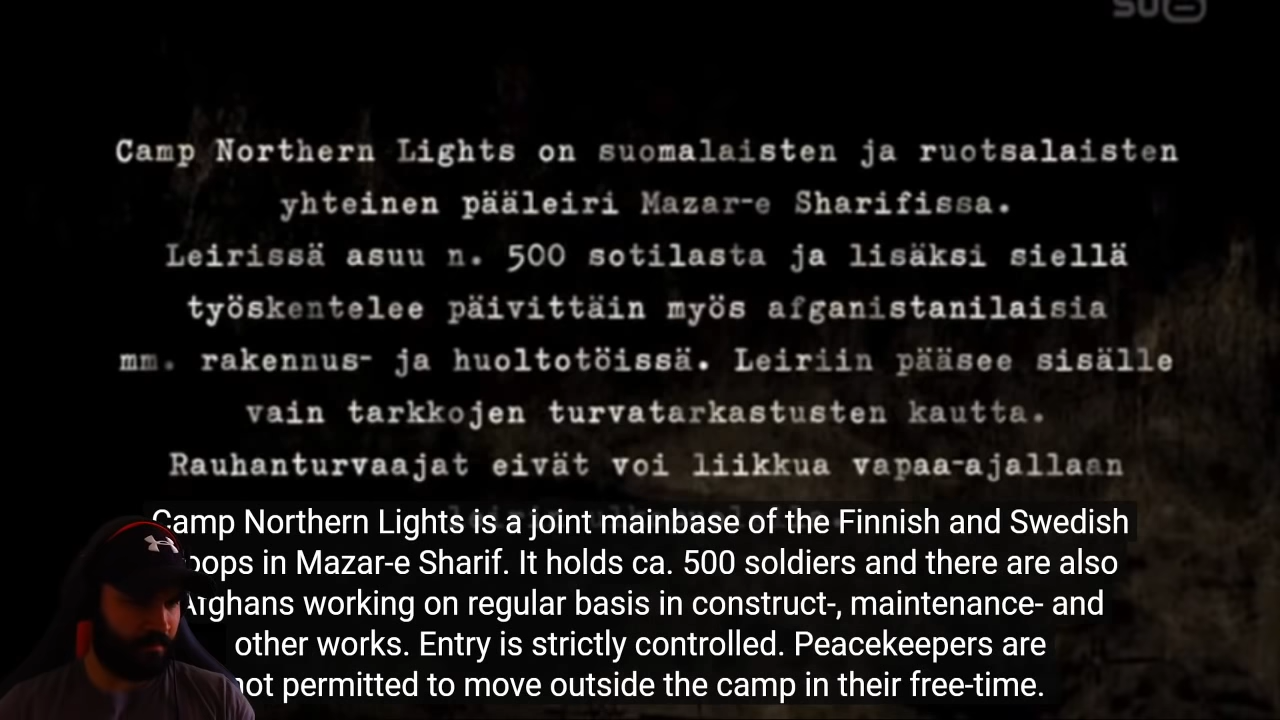 Camp Northern Lights on suomalaisten ja ruotsalaisten
yhteinen pääleiri Mazar-e Sharifissa.
Leirissä asuu n. 500 sotilasta ja lisäksi siellä
työskentelee päivittäin myös afganistanilaisia
mm. rakennus- ja huoltotöissä. Leiriin pääsee sisälle
vain tarkkojen turvatarkastusten kautta.
Rauhanturvaajat eivät voi liikkua vapaa-ajallaan
Camp Northern Lights is a joint mainbase of the Finnish and Swedish
in Mazar-e Sharif. It holds ca. 500 soldiers and there are also
Afghans working on regular basis in construct-, maintenance- and
other works. Entry is strictly controlled. Peacekeepers are
not permitted to move outside the camp in their free-time.